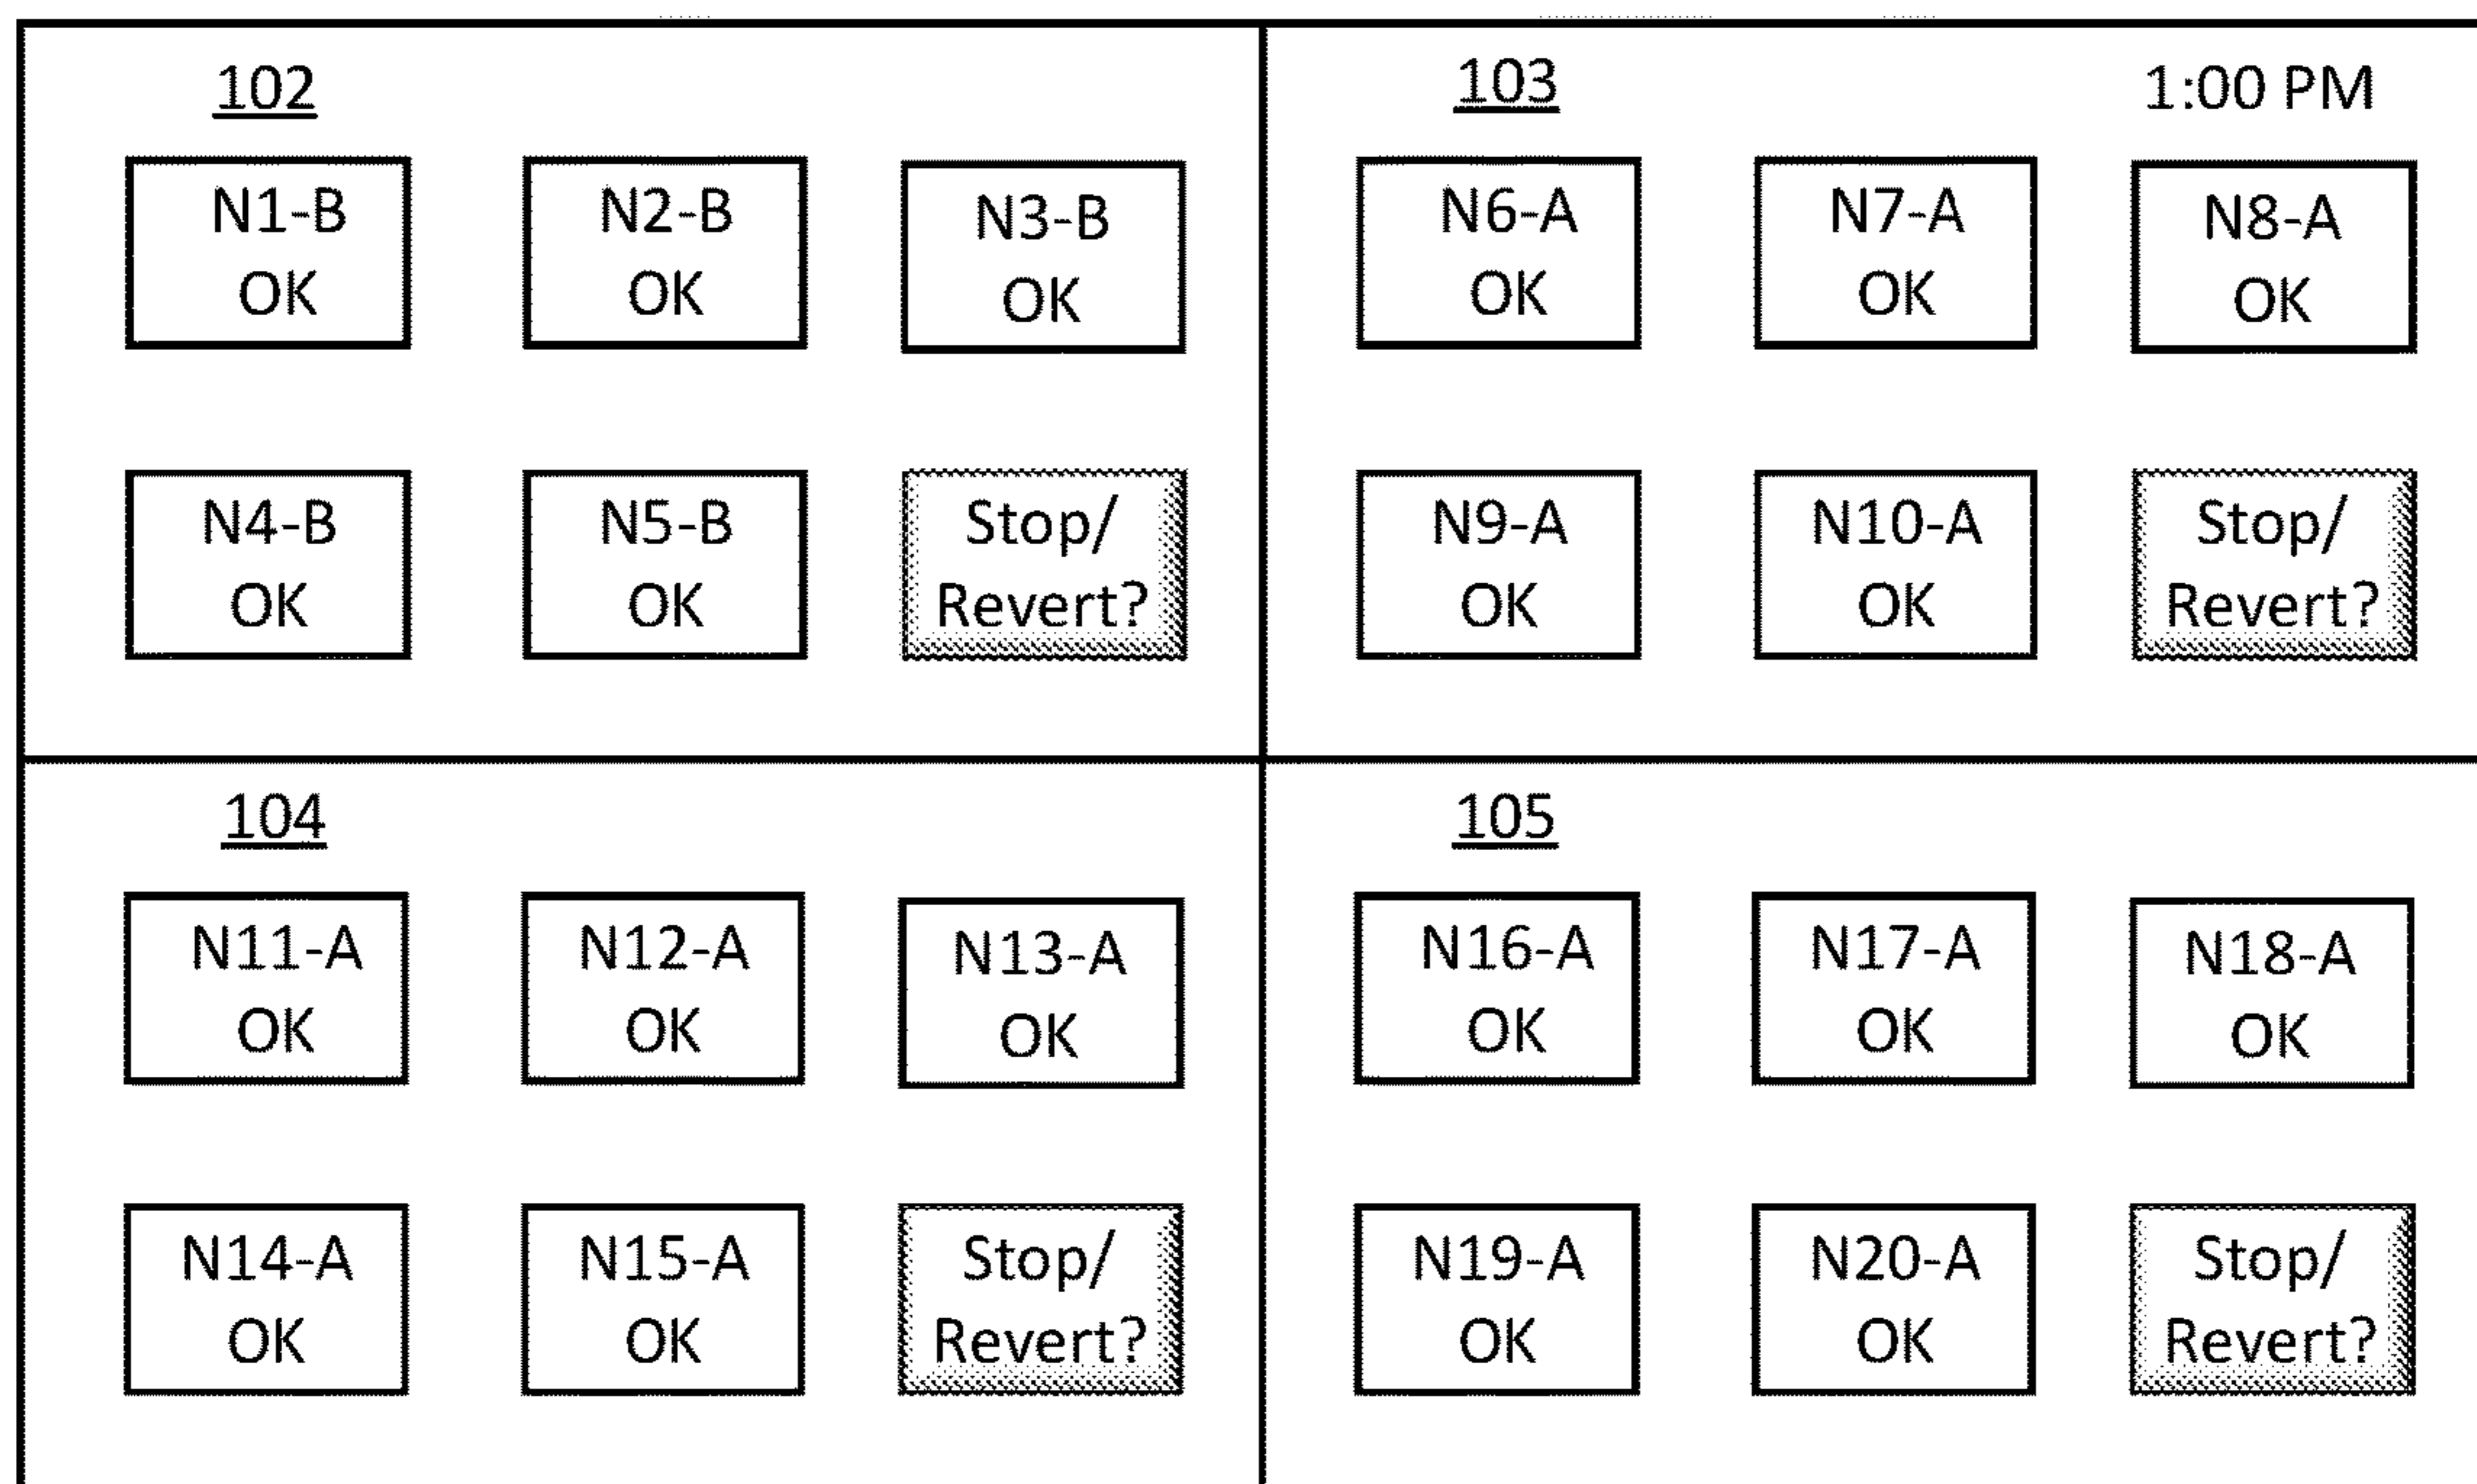 102
N1-B
OK
N2-B
OK
N3-B
OK
N4-B
OK
N5-B
OK
Stop/
Revert?
103
1:00 PM
N6-A
OK
N7-A
OK
N8-A
OK
N9-A
OK
N10-A
OK
Stop/
Revert?
104
N11-A
OK
N12-A
OK
N13-A
OK
N14-A
OK
N15-A
OK
Stop/
Revert?
105
N16-A
OK
N17-A
OK
N18-A
OK
N19-A
OK
N20-A
OK
Stop/
Revert?